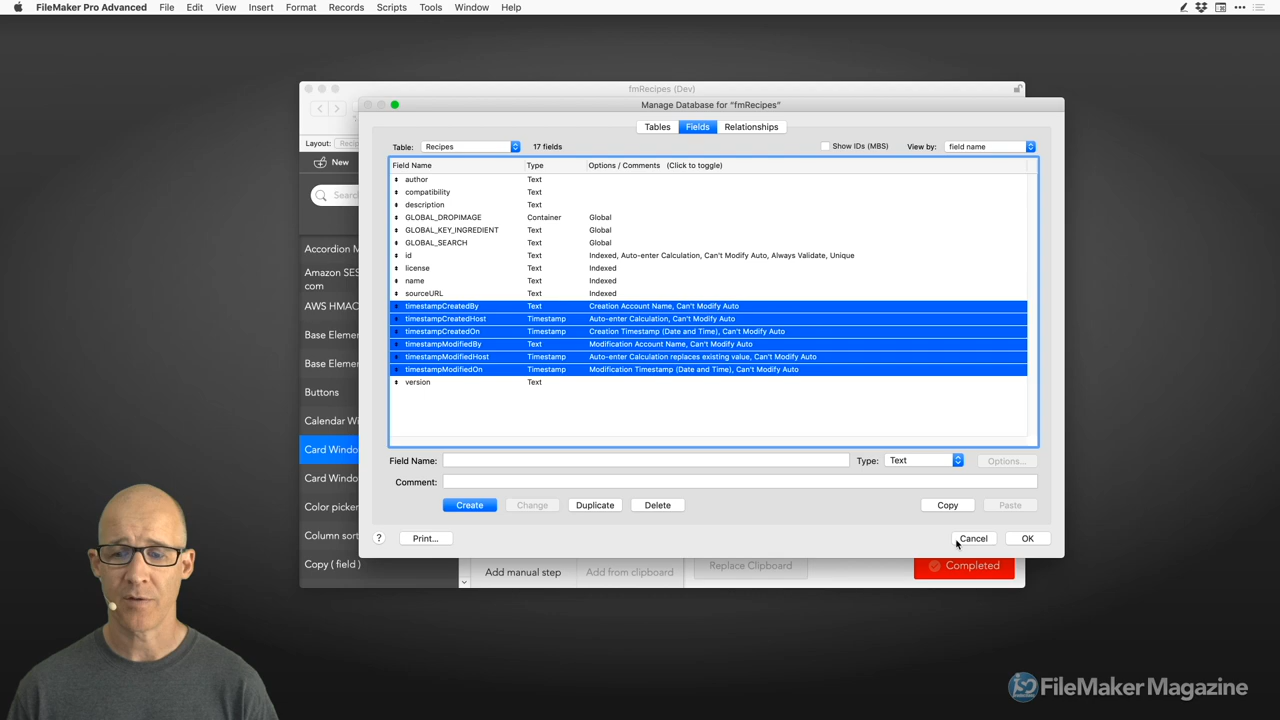 FileMaker Pro Advanced File Edit View Insert Format Records Scripts Tools Window Help
fmRecipes (Dev)
Manage Database for "fmRecipes"
Tables Fields Relationships
Layout:
Table: Recipes 17 fields Show IDs (MBS) View by: field name
New
Field Name Type Options / Comments (Click to toggle)
author Text
compatibility Text
Search
description Text
GLOBAL_DROPIMAGE Container Global
GLOBAL_KEY_INGREDIENT Text Global
GLOBAL_SEARCH Text Global
id Text Indexed, Auto-enter Calculation, Can't Modify Auto, Always Validate, Unique
license Text Indexed
name Text Indexed
sourceURL Text Indexed
timestampCreatedBy Text Creation Account Name, Can't Modify Auto
timestampCreatedHost Timestamp Auto-enter Calculation, Can't Modify Auto
timestampCreatedOn Timestamp Creation Timestamp (Date and Time), Can't Modify Auto
timestampModifiedBy Text Modification Account Name, Can't Modify Auto
timestampModifiedHost Timestamp Auto-enter Calculation replaces existing value, Can't Modify Auto
timestampModifiedOn Timestamp Modification Timestamp (Date and Time), Can't Modify Auto
version Text
Accordion M
Amazon SES
com
AWS HMAC
Base Elemen
Base Elemen
Buttons
Calendar Wi
Card Windo
Card Windo
Color picker
Column sort
Copy ( field )
Field Name: Type: Text Options...
Comment:
Create Change Duplicate Delete Copy Paste
? Print... Cancel OK
Add manual step Add from clipboard Replace Clipboard Completed
FileMaker Magazine